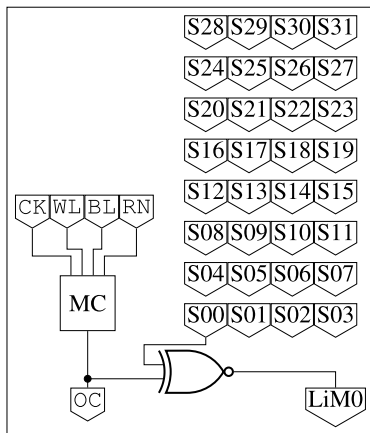 S28 S29 S30 S31
S24 S25 S26 S27
S20 S21 S22 S23
S16 S17 S18 S19
CK WL BL RN
S12 S13 S14 S15
S08 S09 S10 S11
MC
S04 S05 S06 S07
S00 S01 S02 S03
OC
LiM0